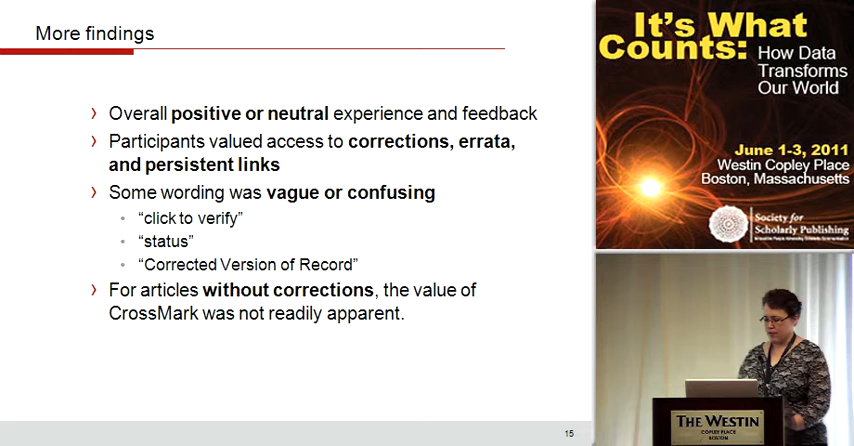 More findings
› Overall positive or neutral experience and feedback
› Participants valued access to corrections, errata,
and persistent links
› Some wording was vague or confusing
• “click to verify”
• “status”
• “Corrected Version of Record”
› For articles without corrections, the value of
CrossMark was not readily apparent.
15
It's What
Counts: How Data
Transforms
Our World
June 1-3, 2011
Westin Copley Place
Boston, Massachusetts
Society for
Scholarly Publishing
THE WESTIN
COPLEY PLACE
BOSTON